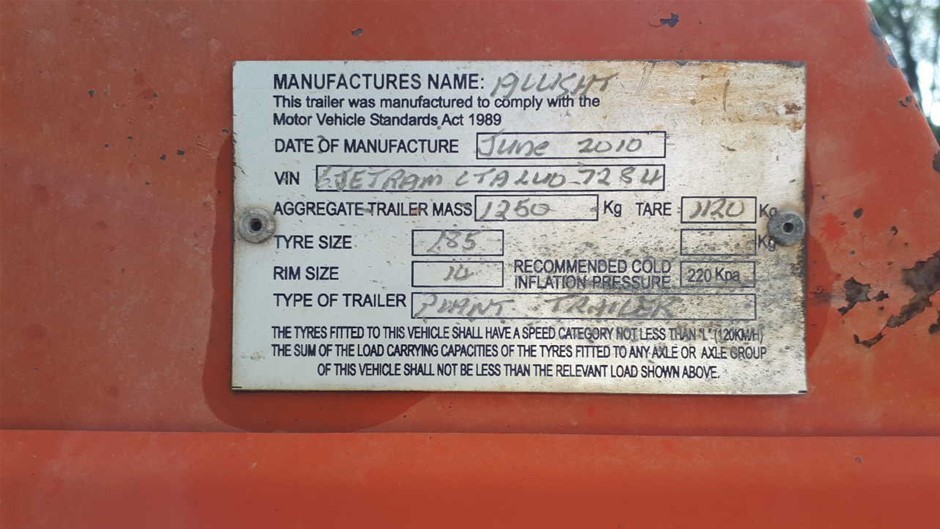 MANUFACTURES NAME: ALLIGHT
This trailer was manufactured to comply with the
Motor Vehicle Standards Act 1989
DATE OF MANUFACTURE June 2010
VIN
AGGREGATE TRAILER MASS 1250 Kg TARE 1120 Kg
TYRE SIZE 185 Kg
RIM SIZE 14 RECOMMENDED COLD INFLATION PRESSURE 220 Kpa
TYPE OF TRAILER PLANT TRAILER
THE TYRES FITTED TO THIS VEHICLE SHALL HAVE A SPEED CATEGORY NOT LESS THAN "L" (120KM/H)
THE SUM OF THE LOAD CARRYING CAPACITIES OF THE TYRES FITTED TO ANY AXLE OR AXLE GROUP
OF THIS VEHICLE SHALL NOT BE LESS THAN THE RELEVANT LOAD SHOWN ABOVE.